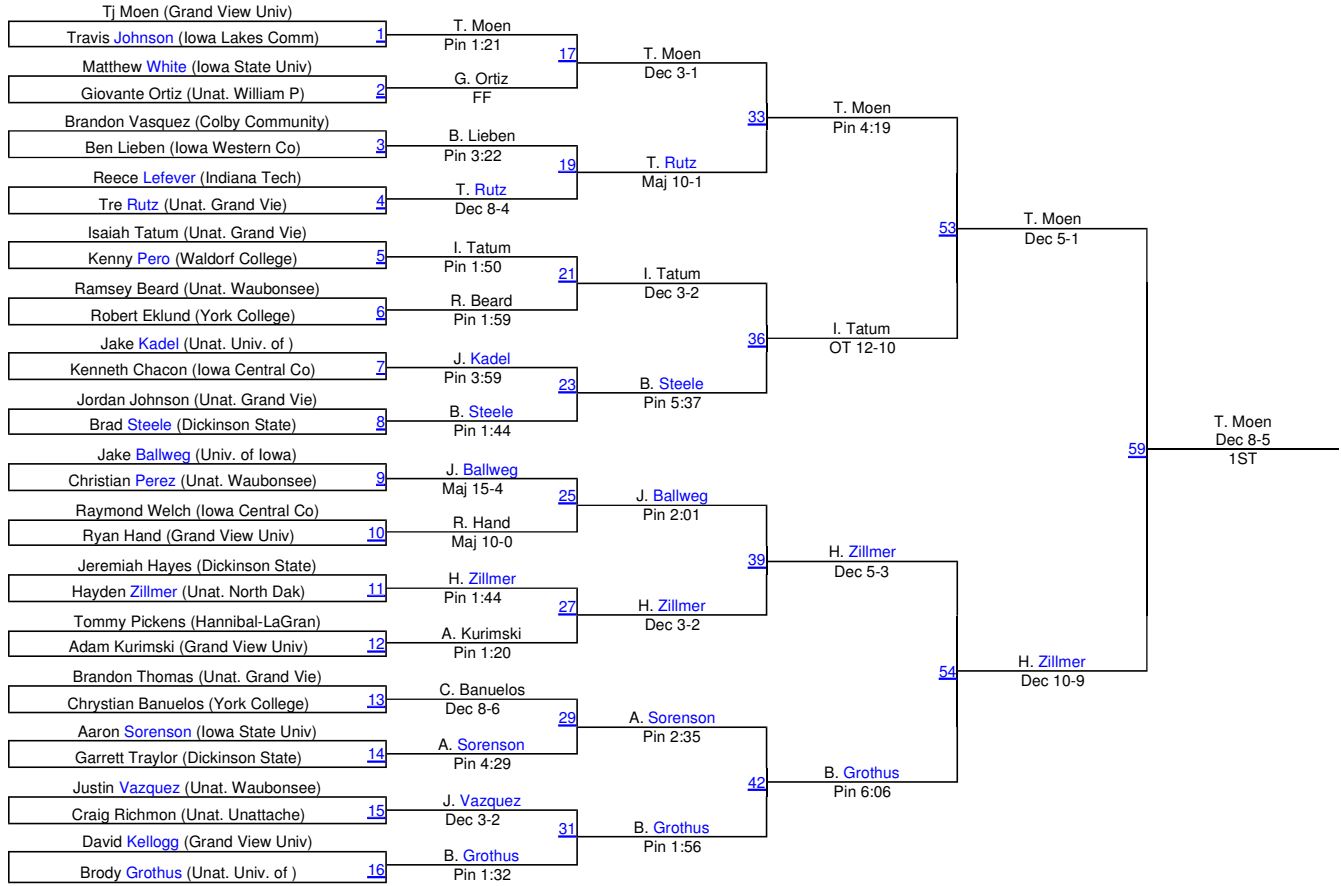 Tj Moen (Grand View Univ)
Travis Johnson (Iowa Lakes Comm)
1
Matthew White (Iowa State Univ)
Giovante Ortiz (Unat. William P)
2
Brandon Vasquez (Colby Community)
Ben Lieben (Iowa Western Co)
3
Reece Lefever (Indiana Tech)
Tre Rutz (Unat. Grand Vie)
4
Isaiah Tatum (Unat. Grand Vie)
Kenny Pero (Waldorf College)
5
Ramsey Beard (Unat. Waubonsee)
Robert Eklund (York College)
6
Jake Kadel (Unat. Univ. of )
Kenneth Chacon (Iowa Central Co)
7
Jordan Johnson (Unat. Grand Vie)
Brad Steele (Dickinson State)
8
Jake Ballweg (Univ. of Iowa)
Christian Perez (Unat. Waubonsee)
9
Raymond Welch (Iowa Central Co)
Ryan Hand (Grand View Univ)
10
Jeremiah Hayes (Dickinson State)
Hayden Zillmer (Unat. North Dak)
11
Tommy Pickens (Hannibal-LaGran)
Adam Kurimski (Grand View Univ)
12
Brandon Thomas (Unat. Grand Vie)
Chrystian Banuelos (York College)
13
Aaron Sorenson (Iowa State Univ)
Garrett Traylor (Dickinson State)
14
Justin Vazquez (Unat. Waubonsee)
Craig Richmon (Unat. Unattache)
15
David Kellogg (Grand View Univ)
Brody Grothus (Unat. Univ. of )
16
T. Moen
Pin 1:21
17
G. Ortiz
FF
B. Lieben
Pin 3:22
19
T. Rutz
Dec 8-4
I. Tatum
Pin 1:50
21
R. Beard
Pin 1:59
J. Kadel
Pin 3:59
23
B. Steele
Pin 1:44
J. Ballweg
Maj 15-4
25
R. Hand
Maj 10-0
H. Zillmer
Pin 1:44
27
A. Kurimski
Pin 1:20
C. Banuelos
Dec 8-6
29
A. Sorenson
Pin 4:29
J. Vazquez
Dec 3-2
31
B. Grothus
Pin 1:32
T. Moen
Dec 3-1
33
T. Rutz
Maj 10-1
I. Tatum
Dec 3-2
36
B. Steele
Pin 5:37
J. Ballweg
Pin 2:01
39
H. Zillmer
Dec 3-2
A. Sorenson
Pin 2:35
42
B. Grothus
Pin 1:56
T. Moen
Pin 4:19
53
I. Tatum
OT 12-10
H. Zillmer
Dec 5-3
54
B. Grothus
Pin 6:06
T. Moen
Dec 5-1
59
H. Zillmer
Dec 10-9
T. Moen
Dec 8-5
1ST